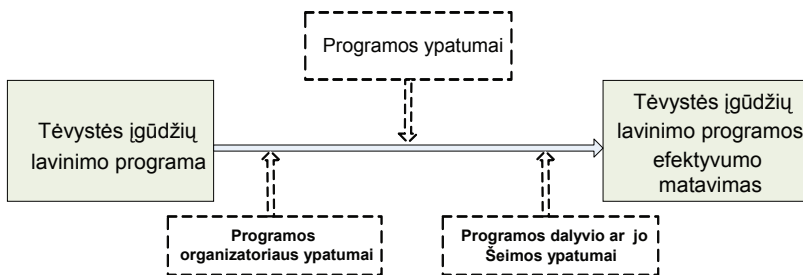 Programos ypatumai
Tėvystės įgūdžių
lavinimo programa
Tėvystės įgūdžių
lavinimo programos
efektyvumo
matavimas
Programos
organizatoriaus ypatumai
Programos dalyvio ar jo
Šeimos ypatumai